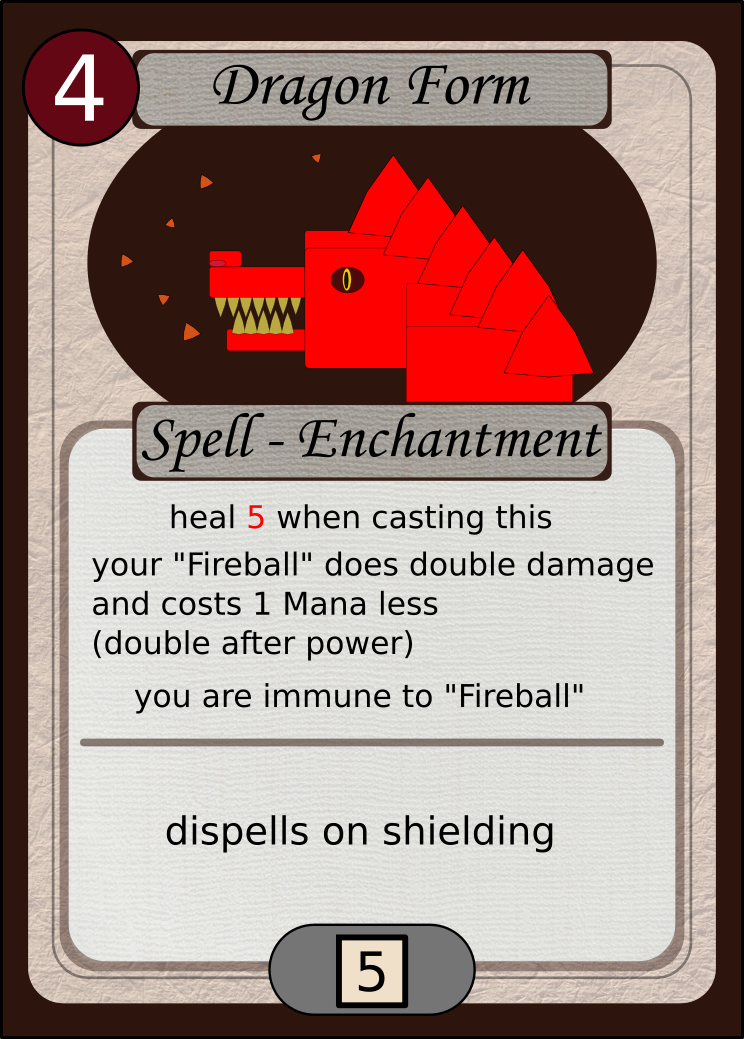 4
Dragon Form
Spell - Enchantment
heal 5 when casting this
your "Fireball" does double damage
and costs 1 Mana less
(double after power)
you are immune to "Fireball"
dispells on shielding
5